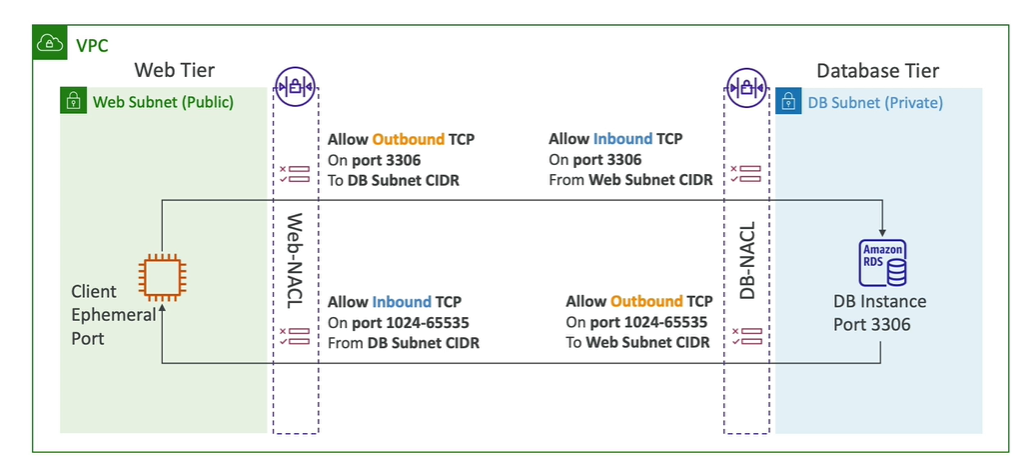 VPC
Web Tier
Database Tier
Web Subnet (Public)
DB Subnet (Private)
Allow Outbound TCP
On port 3306
To DB Subnet CIDR
Allow Inbound TCP
On port 3306
From Web Subnet CIDR
Web-NACL
DB-NACL
Client
Ephemeral
Port
Amazon
RDS
DB Instance
Port 3306
Allow Inbound TCP
On port 1024-65535
From DB Subnet CIDR
Allow Outbound TCP
On port 1024-65535
To Web Subnet CIDR